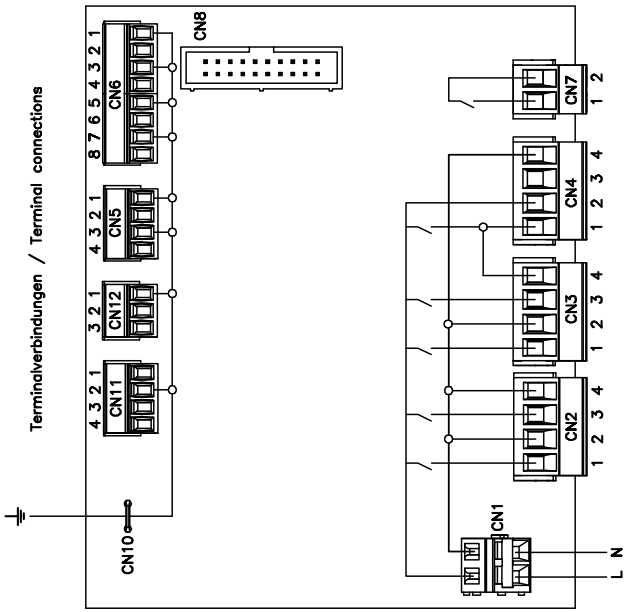 Terminalverbindungen / Terminal connections
8 7 6 5 4 3 2 1
CN6
CN8
4 3 2 1
CN5
3 2 1
CN12
4 3 2 1
CN11
CN10
CN7
1 2
CN4
1 2 3 4
CN3
1 2 3 4
CN2
1 2 3 4
CN1
L N